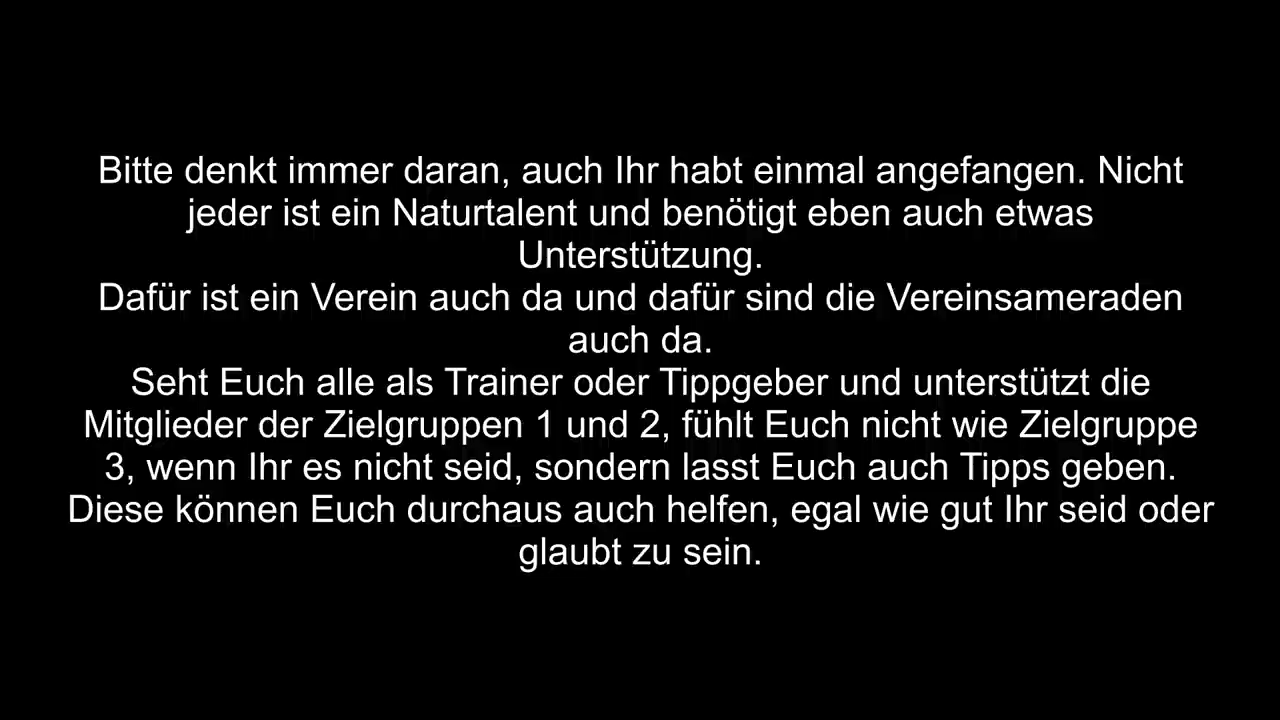 Bitte denkt immer daran, auch Ihr habt einmal angefangen. Nicht
jeder ist ein Naturtalent und benötigt eben auch etwas
Unterstützung.
Dafür ist ein Verein auch da und dafür sind die Vereinsameraden
auch da.
Seht Euch alle als Trainer oder Tippgeber und unterstützt die
Mitglieder der Zielgruppen 1 und 2, fühlt Euch nicht wie Zielgruppe
3, wenn Ihr es nicht seid, sondern lasst Euch auch Tipps geben.
Diese können Euch durchaus auch helfen, egal wie gut Ihr seid oder
glaubt zu sein.